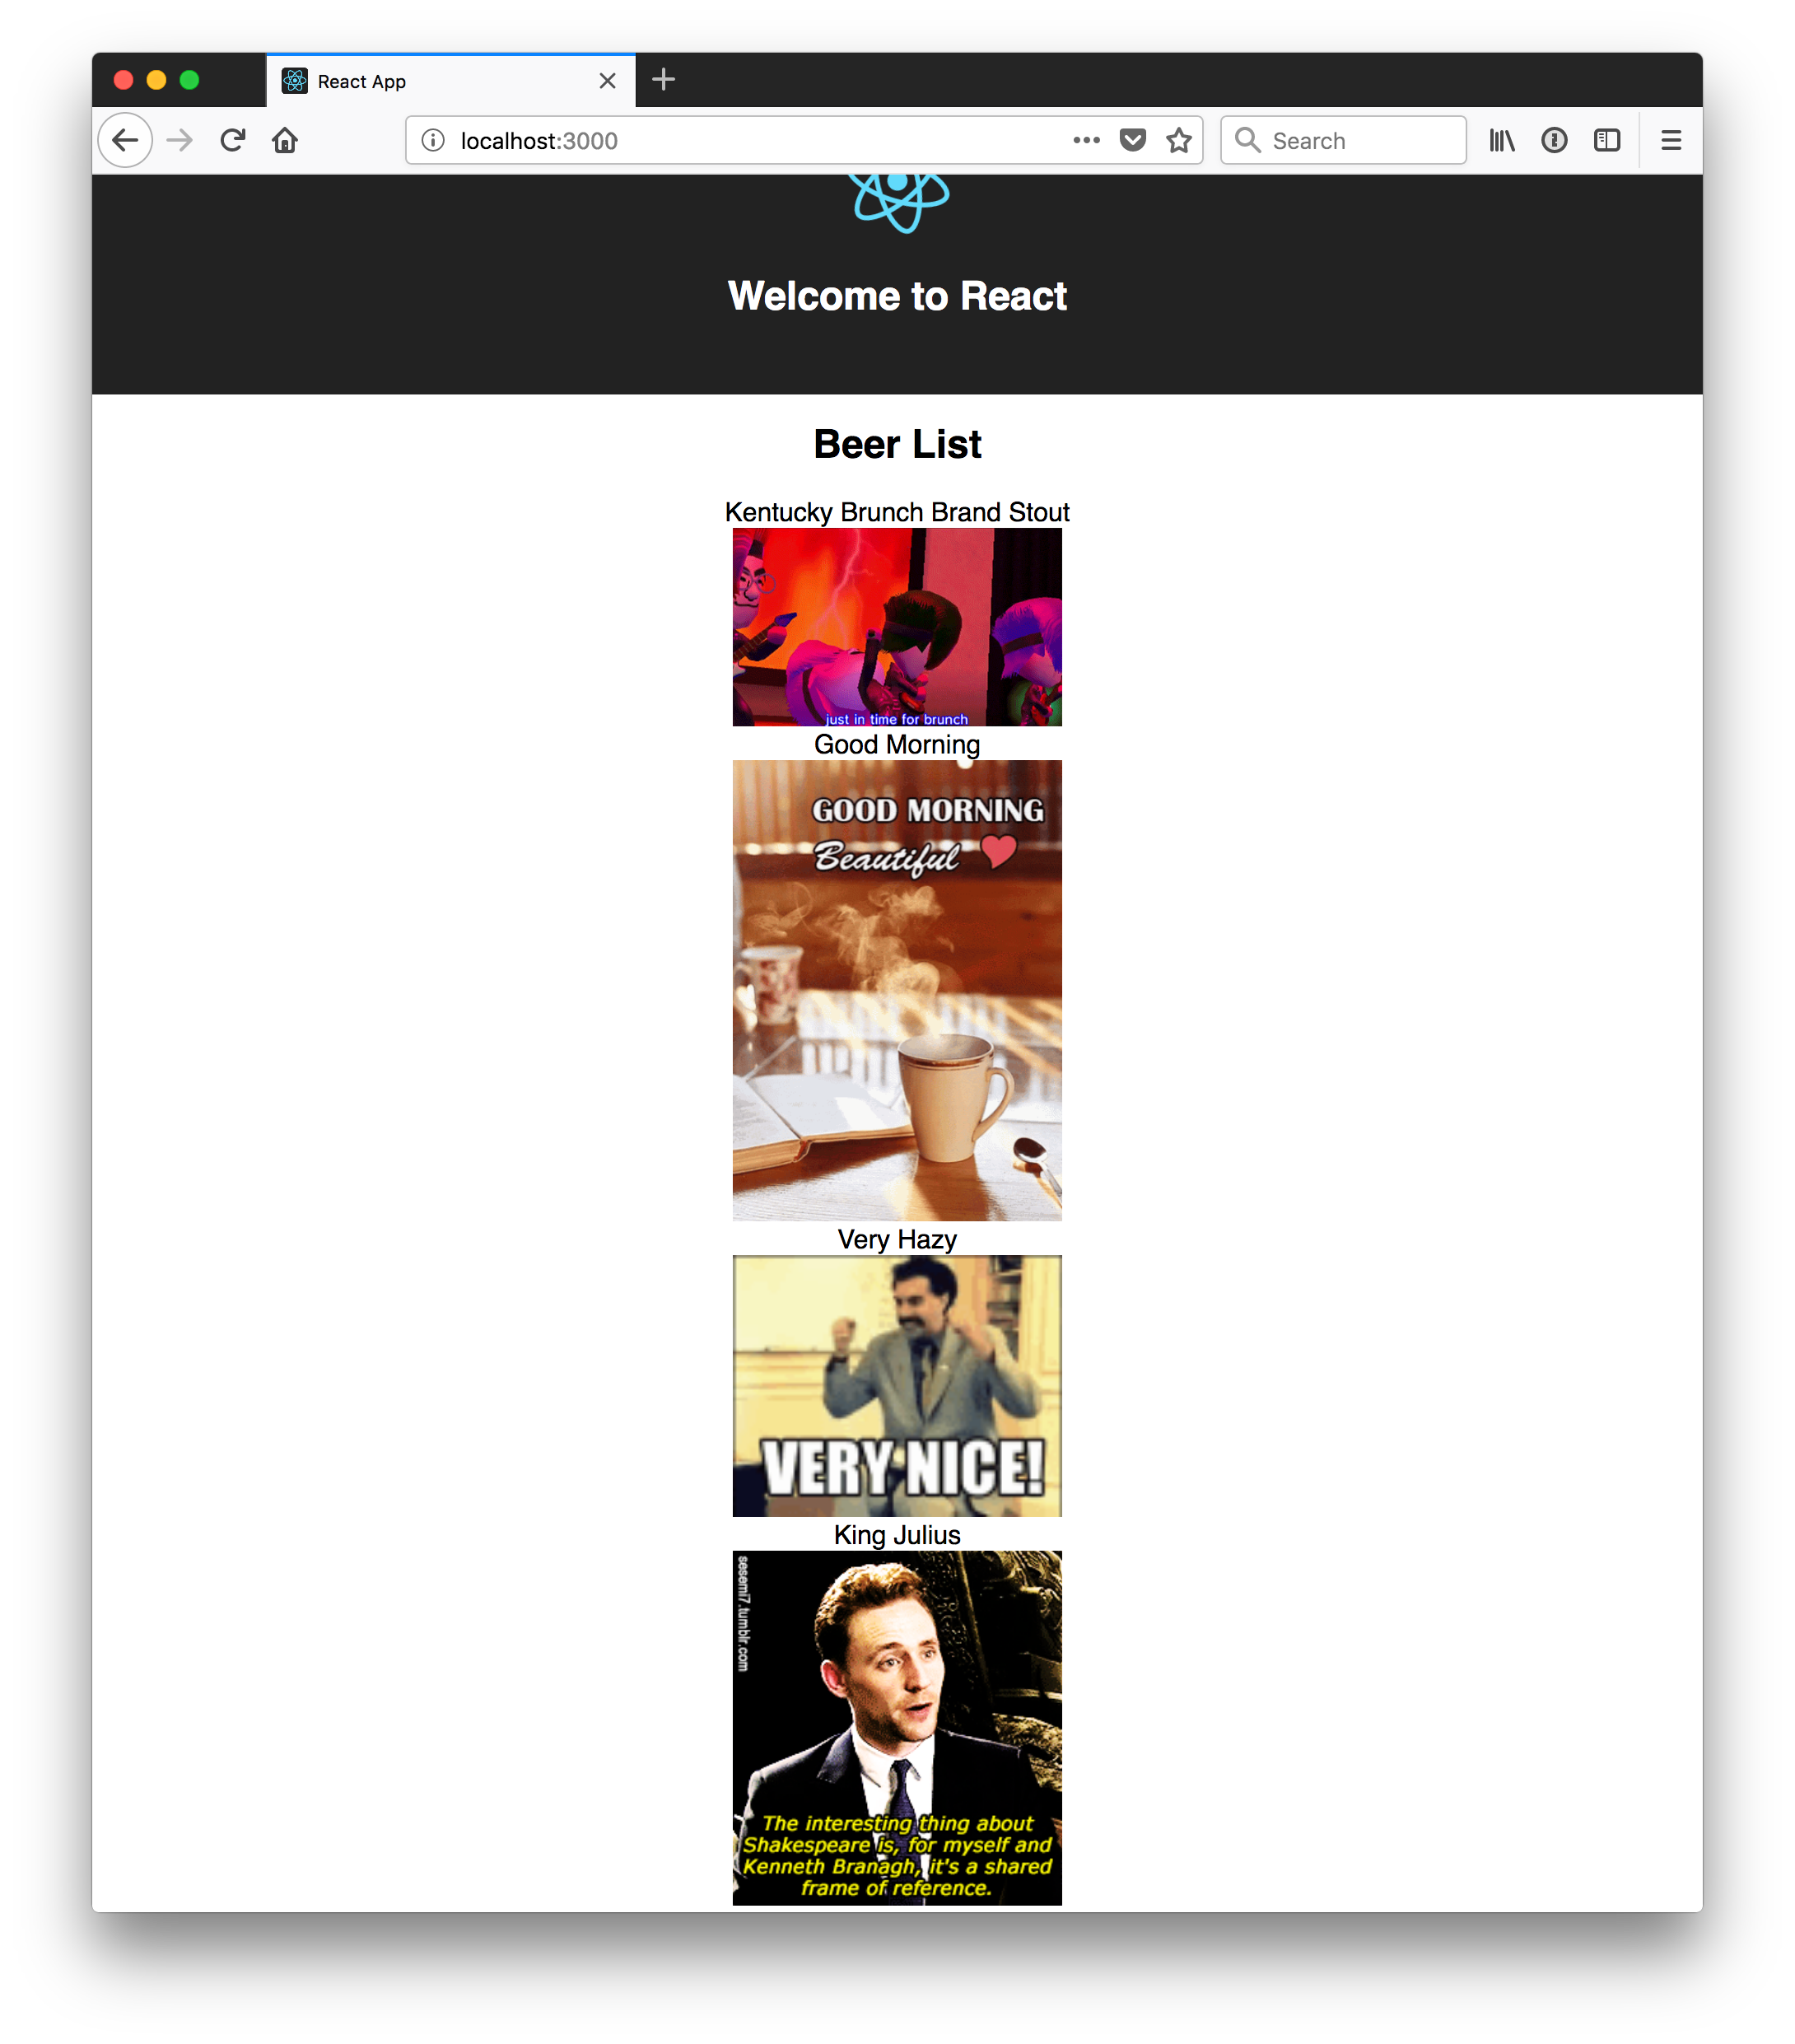 React App
localhost:3000
Search
Welcome to React
Beer List
Kentucky Brunch Brand Stout
just in time for brunch
Good Morning
GOOD MORNING
Beautiful
Very Hazy
VERY NICE!
King Julius
sesemi7.tumblr.com
The interesting thing about
Shakespeare is, for myself and
Kenneth Branagh, it's a shared
frame of reference.